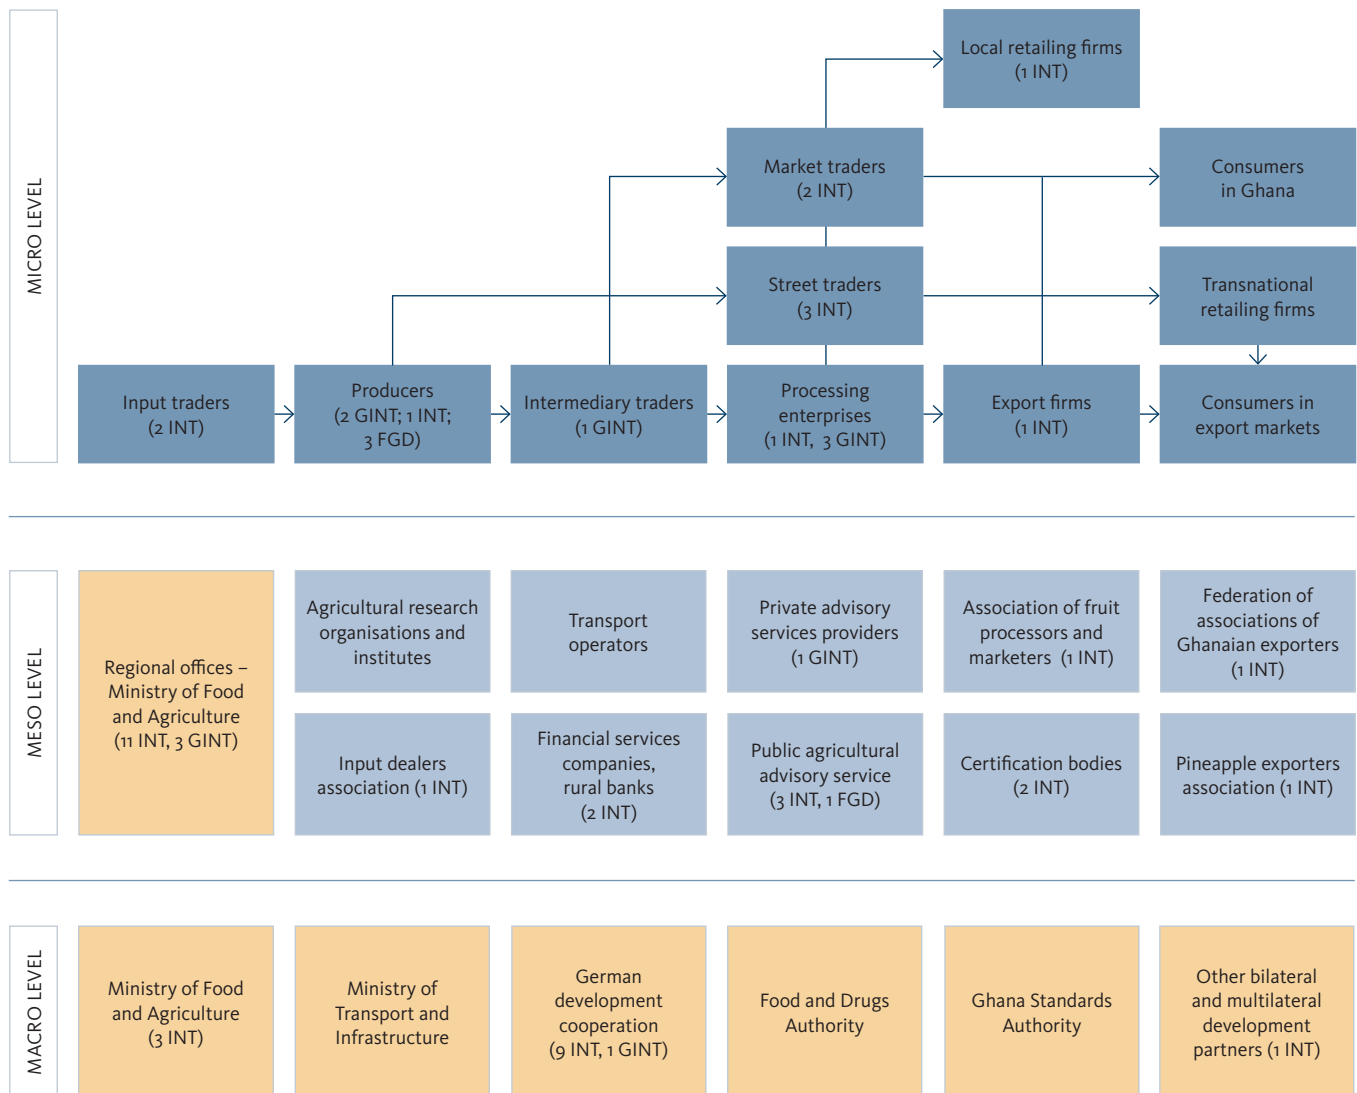 MICRO LEVEL
Local retailing firms
(1 INT)
Market traders
(2 INT)
Consumers
in Ghana
Street traders
(3 INT)
Transnational
retailing firms
Input traders
(2 INT)
Producers
(2 GINT; 1 INT;
3 FGD)
Intermediary traders
(1 GINT)
Processing
enterprises
(1 INT, 3 GINT)
Export firms
(1 INT)
Consumers in
export markets
MESO LEVEL
Regional offices –
Ministry of Food
and Agriculture
(11 INT, 3 GINT)
Agricultural research
organisations and
institutes
Transport
operators
Private advisory
services providers
(1 GINT)
Association of fruit
processors and
marketers (1 INT)
Federation of
associations of
Ghanaian exporters
(1 INT)
Input dealers
association (1 INT)
Financial services
companies,
rural banks
(2 INT)
Public agricultural
advisory service
(3 INT, 1 FGD)
Certification bodies
(2 INT)
Pineapple exporters
association (1 INT)
MACRO LEVEL
Ministry of Food
and Agriculture
(3 INT)
Ministry of
Transport and
Infrastructure
German
development
cooperation
(9 INT, 1 GINT)
Food and Drugs
Authority
Ghana Standards
Authority
Other bilateral
and multilateral
development
partners (1 INT)